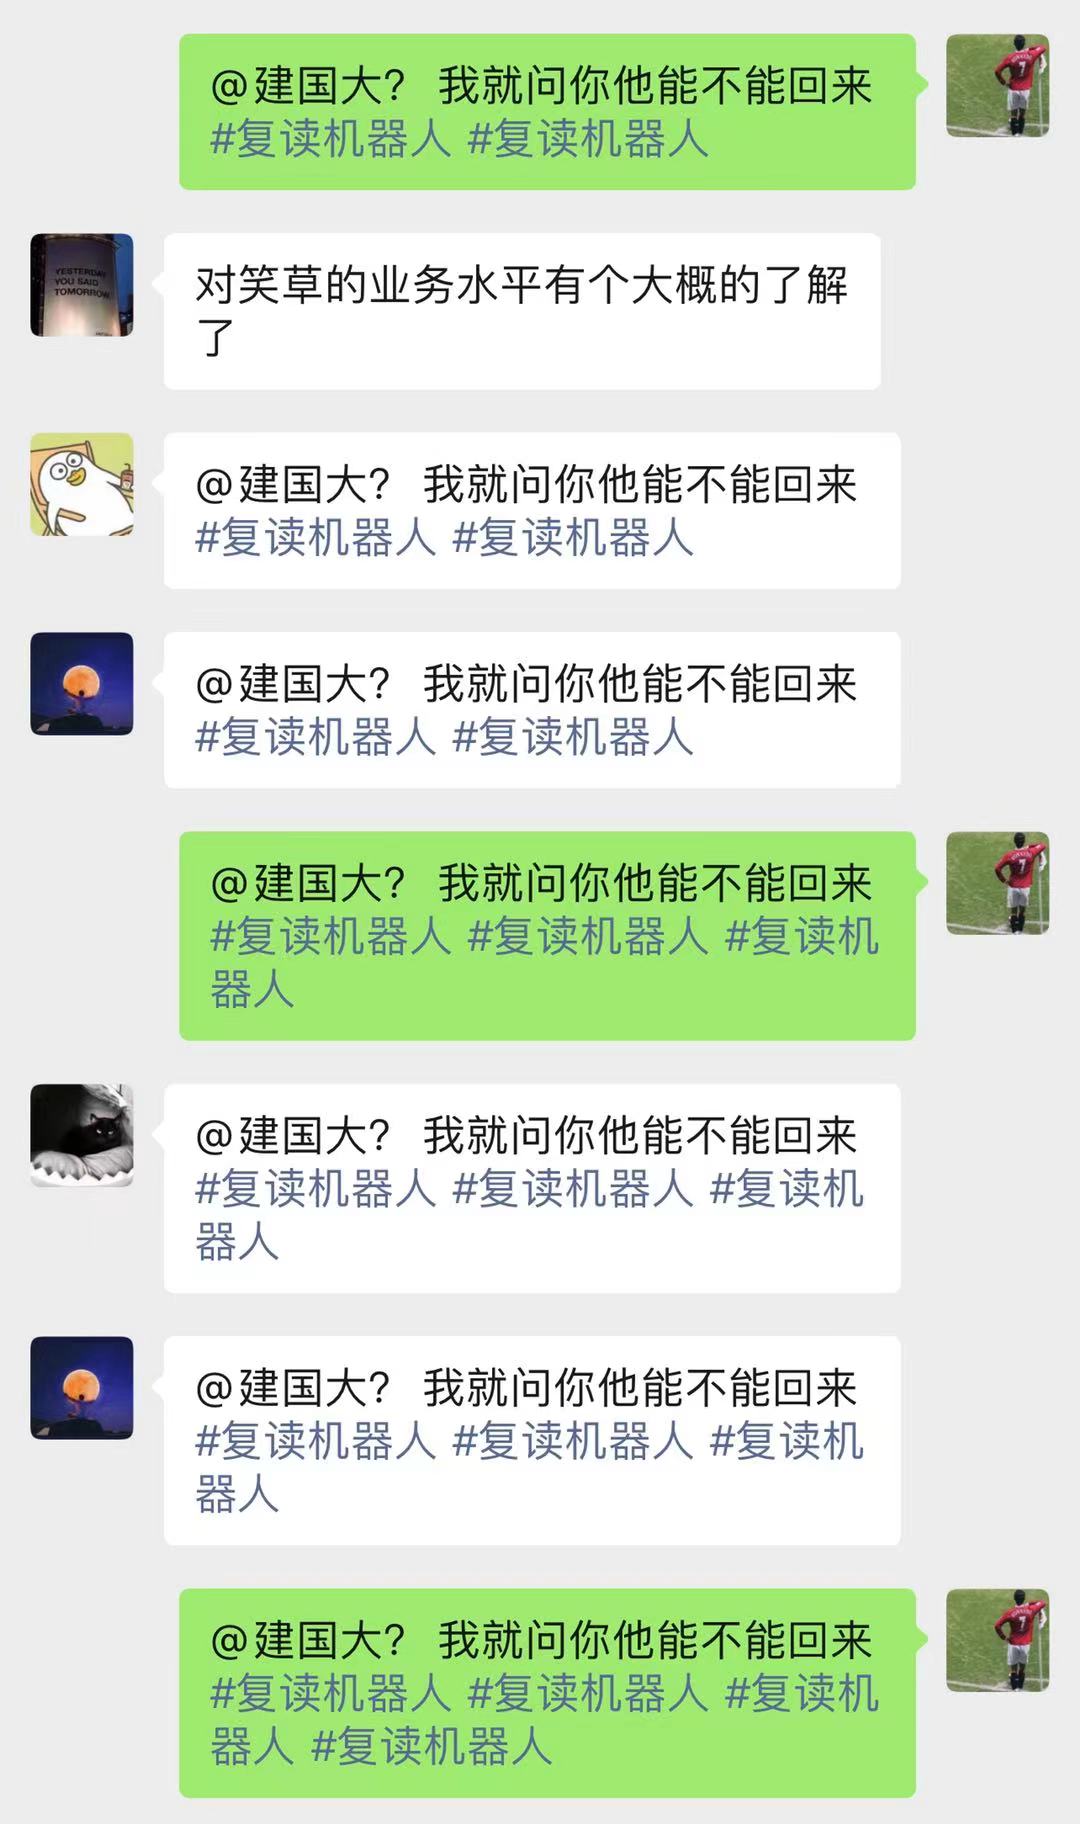 @建国大? 我就问你他能不能回来
#复读机器人 #复读机器人
YESTERDAY
YOU SAID
TOMORROW
对笑草的业务水平有个大概的了解
了
@建国大? 我就问你他能不能回来
#复读机器人 #复读机器人
@建国大? 我就问你他能不能回来
#复读机器人 #复读机器人
@建国大? 我就问你他能不能回来
#复读机器人 #复读机器人 #复读机
器人
@建国大? 我就问你他能不能回来
#复读机器人 #复读机器人 #复读机
器人
@建国大? 我就问你他能不能回来
#复读机器人 #复读机器人 #复读机
器人
@建国大? 我就问你他能不能回来
#复读机器人 #复读机器人 #复读机
器人 #复读机器人